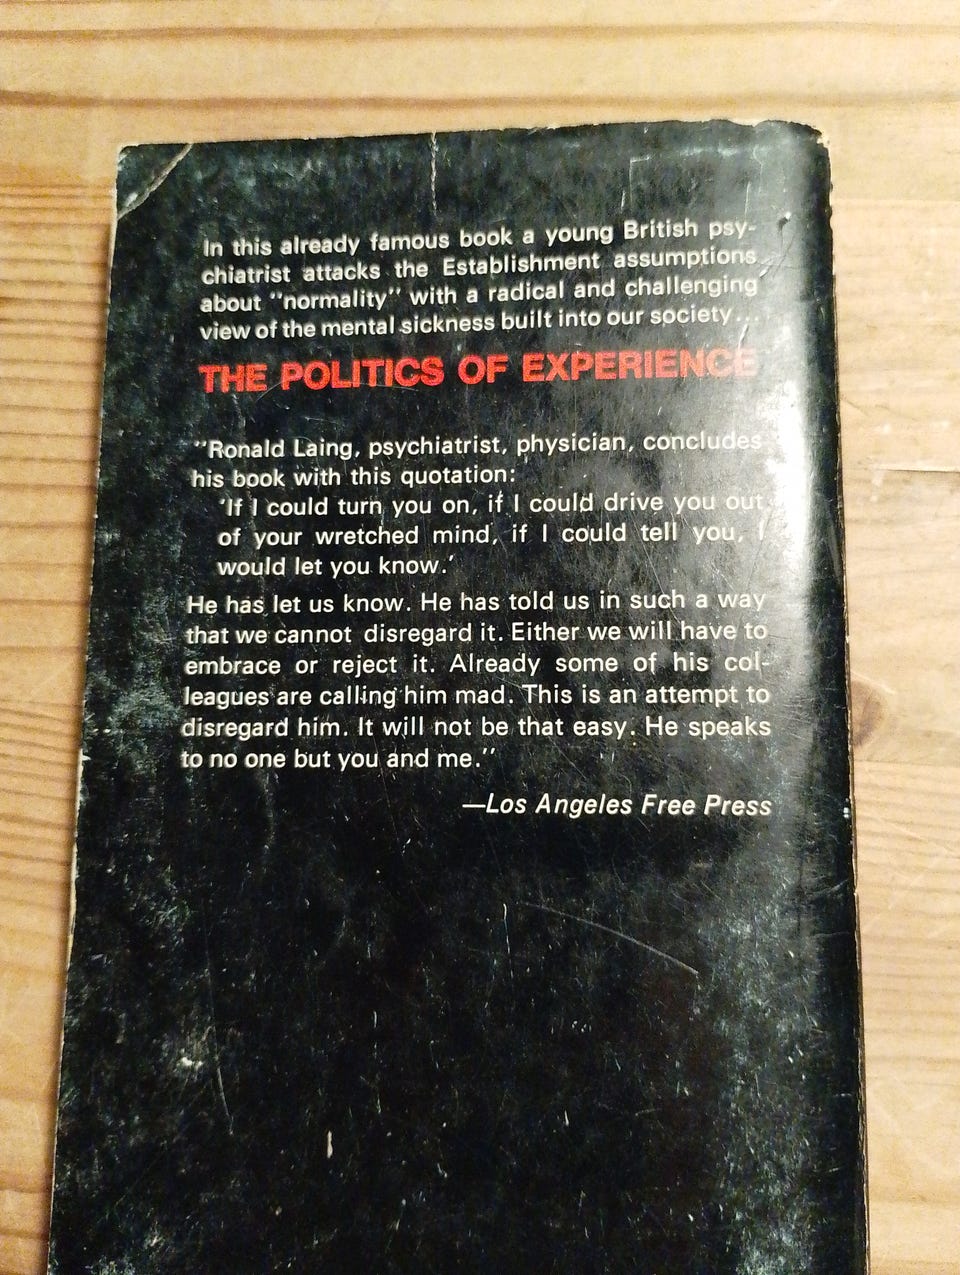 In this already famous book a young British psy-
chiatrist attacks the Establishment assumptions
about "normality" with a radical and challenging
view of the mental sickness built into our society...
THE POLITICS OF EXPERIENCE
"Ronald Laing, psychiatrist, physician, concludes
his book with this quotation:
'If I could turn you on, if I could drive you out
of your wretched mind, if I could tell you, I
would let you know.'
He has let us know. He has told us in such a way
that we cannot disregard it. Either we will have to
embrace or reject it. Already some of his col-
leagues are calling him mad. This is an attempt to
disregard him. It will not be that easy. He speaks
to no one but you and me."
—Los Angeles Free Press